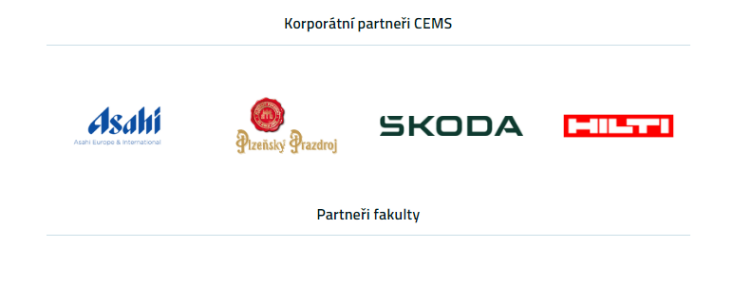 Korporátní partneři CEMS
Asahi
Asahi Europe & International
Plzeňský Prazdroj
ŠKODA
HILTI
Partneři fakulty